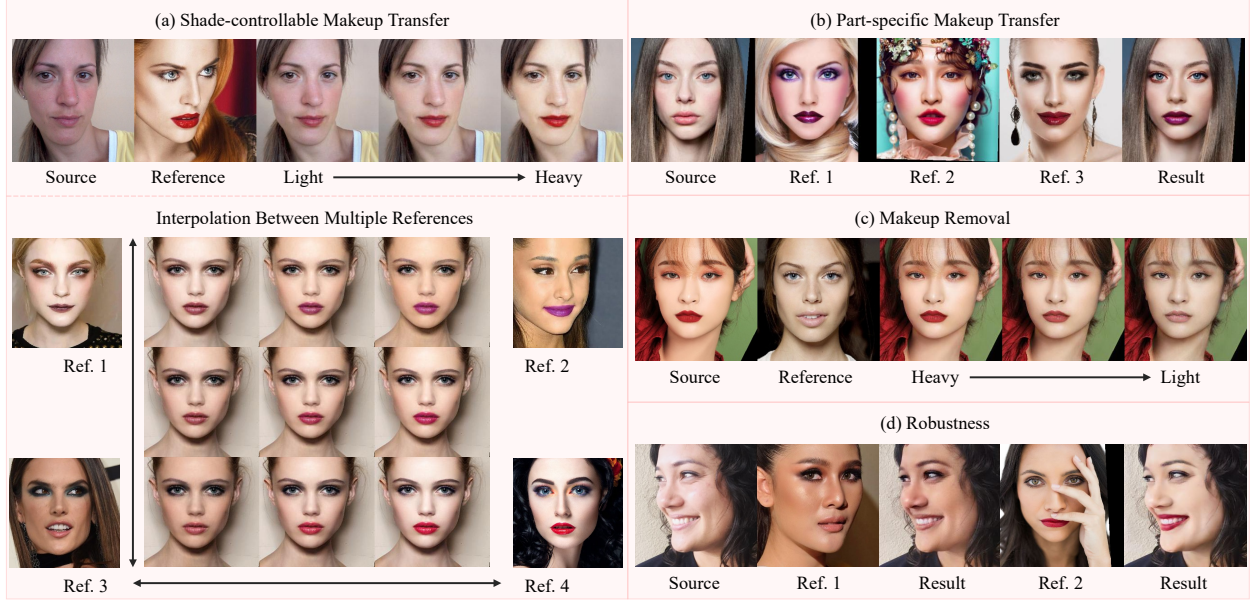 (a) Shade-controllable Makeup Transfer
Source Reference Light Heavy
Interpolation Between Multiple References
Ref. 1 Ref. 2
Ref. 3 Ref. 4
(b) Part-specific Makeup Transfer
Source Ref. 1 Ref. 2 Ref. 3 Result
(c) Makeup Removal
Source Reference Heavy Light
(d) Robustness
Source Ref. 1 Result Ref. 2 Result